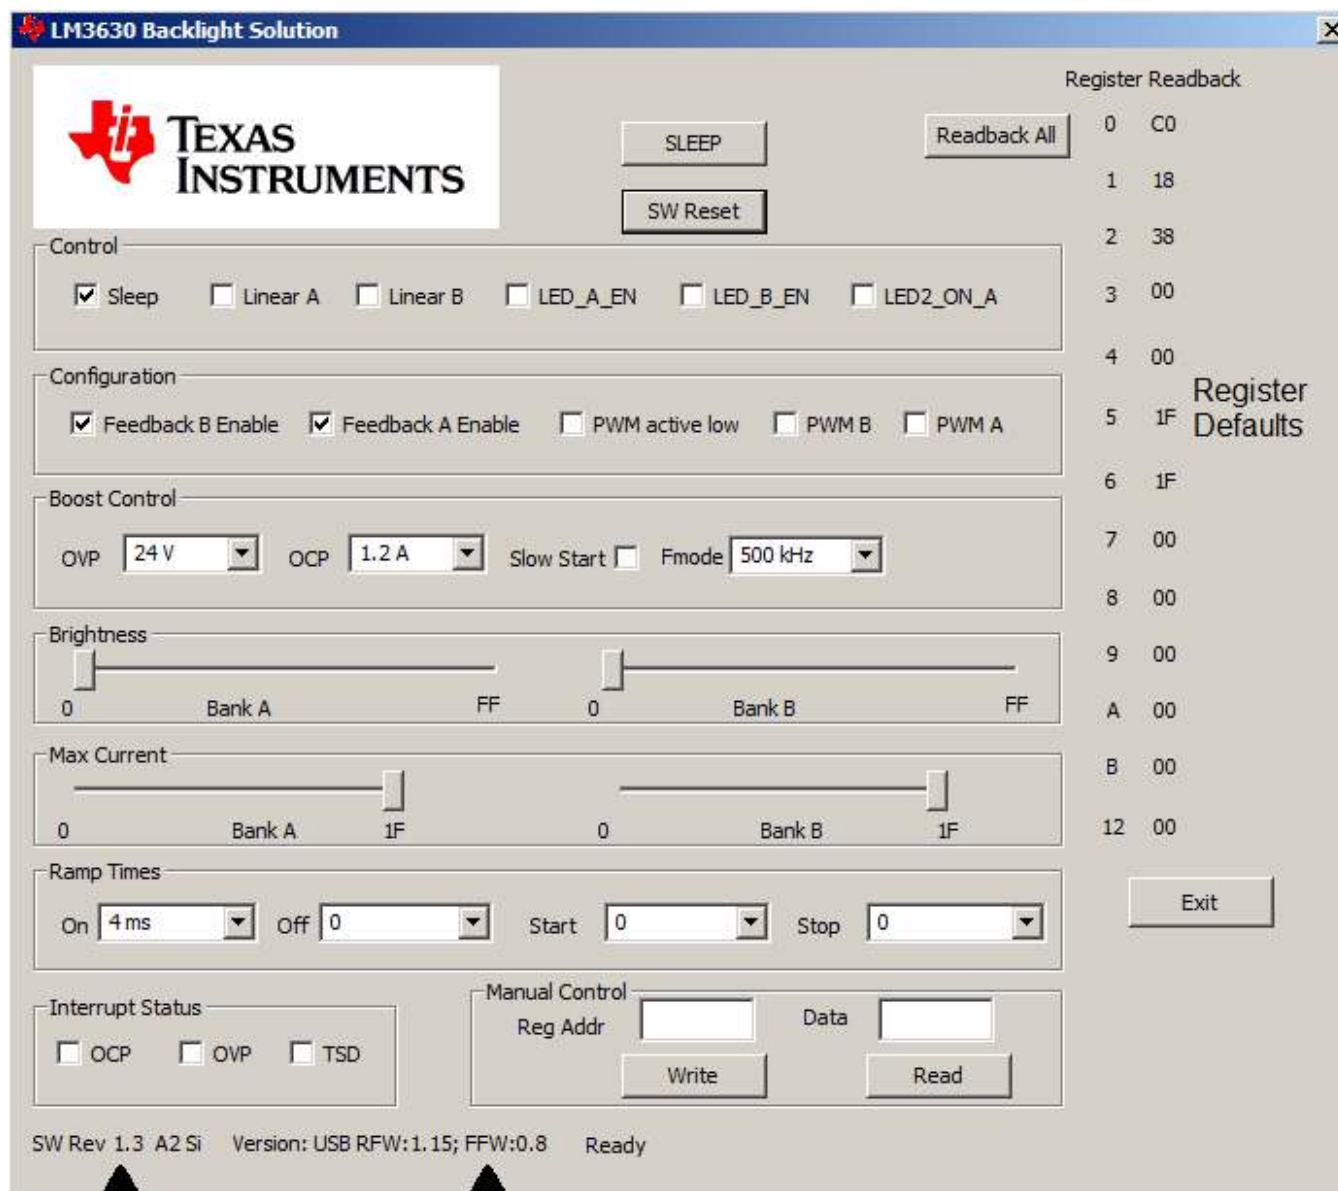 LM3630 Backlight Solution
TEXAS
INSTRUMENTS
SLEEP
SW Reset
Readback All
Register Readback
0 C0
1 18
2 38
3 00
4 00
5 1F
6 1F
7 00
8 00
9 00
A 00
B 00
12 00
Register
Defaults
Control
Sleep Linear A Linear B LED_A_EN LED_B_EN LED2_ON_A
Configuration
Feedback B Enable Feedback A Enable PWM active low PWM B PWM A
Boost Control
OVP 24 V OCP 1.2 A Slow Start Fmode 500 kHz
Brightness
0 Bank A FF 0 Bank B FF
Max Current
0 Bank A 1F 0 Bank B 1F
Ramp Times
On 4 ms Off 0 Start 0 Stop 0
Exit
Interrupt Status
OCP OVP TSD
Manual Control
Reg Addr Data
Write Read
SW Rev 1.3 A2 Si Version: USB RFW:1.15; FFW:0.8 Ready